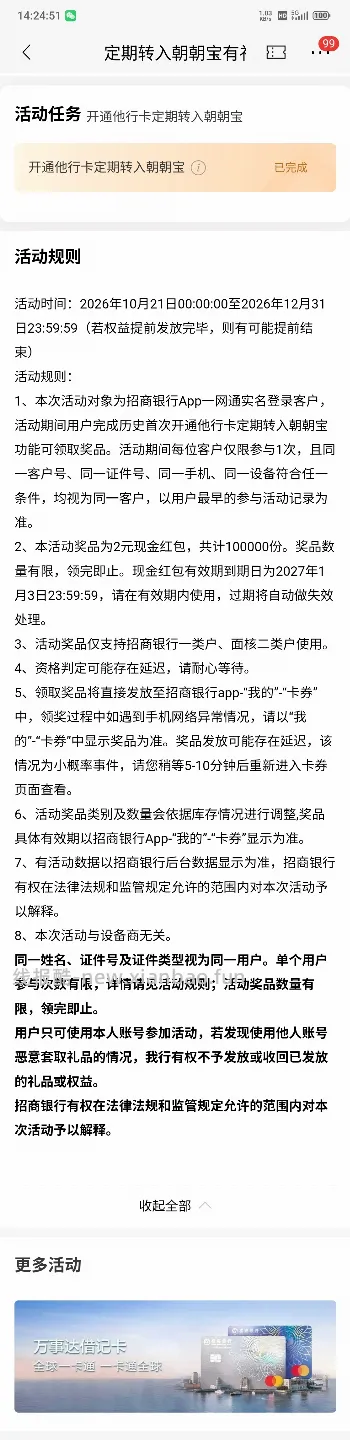 14:24:51
1.03
KB/s
HD
5G
100
定期转入朝朝宝有礼
99
活动任务 开通他行卡定期转入朝朝宝
开通他行卡定期转入朝朝宝
已完成
活动规则
活动时间：2026年10月21日00:00:00至2026年12月31
日23:59:59（若权益提前发放完毕，则有可能提前结
束）
活动规则：
1、本次活动对象为招商银行App一网通实名登录客户，
活动期间用户完成历史首次开通他行卡定期转入朝朝宝
功能可领取奖品。活动期间每位客户仅限参与1次，且同
一客户号、同一证件号、同一手机、同一设备符合任一
条件，均视为同一客户，以用户最早的参与活动记录为
准。
2、本活动奖品为2元现金红包，共计100000份。奖品数
量有限，领完即止。现金红包有效期到期日为2027年1
月3日23:59:59，请在有效期内使用，过期将自动做失效
处理。
3、活动奖品仅支持招商银行一类户、面核二类户使用。
4、资格判定可能存在延迟，请耐心等待。
5、领取奖品将直接发放至招商银行app-“我的”-“卡券”
中，领奖过程中如遇到手机网络异常情况，请以“我
的”-“卡券”中显示奖品为准。奖品发放可能存在延迟，该
情况为小概率事件，请您稍等5-10分钟后重新进入卡券
页面查看。
6、活动奖品类别及数量会依据库存情况进行调整,奖品
具体有效期以招商银行App-“我的”-“卡券”显示为准。
7、有活动数据以招商银行后台数据显示为准，招商银行
有权在法律法规和监管规定允许的范围内对本次活动予
以解释。
8、本次活动与设备商无关。
同一姓名、证件号及证件类型视为同一用户。单个用户
线报酷-new.xianbao.fun
参与次数有限，详情请见活动规则；活动奖品数量有
限，领完即止。
用户只可使用本人账号参加活动，若发现使用他人账号
恶意套取礼品的情况，我行有权不予发放或收回已发放
的礼品或权益。
招商银行有权在法律法规和监管规定允许的范围内对本
次活动予以解释。
收起全部
更多活动
万事达借记卡
全球一卡通 一卡通全球